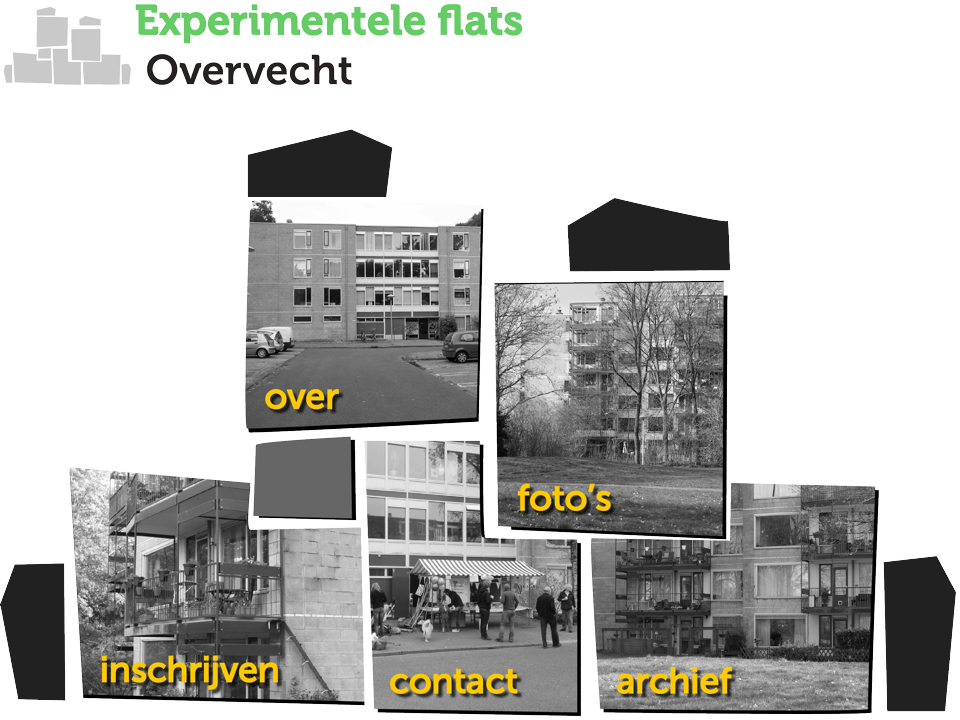 Experimentele flats
Overvecht
over
foto's
inschrijven
contact
archief